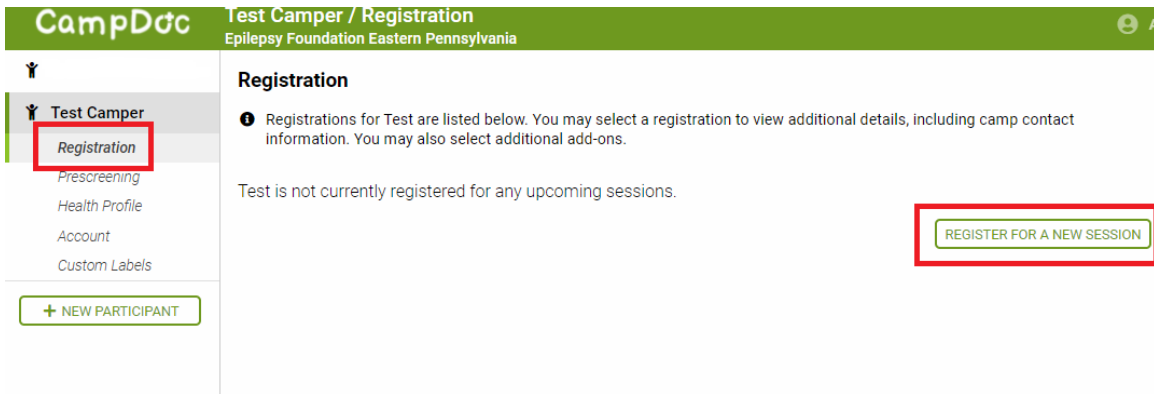 CampDoc
Test Camper / Registration
Epilepsy Foundation Eastern Pennsylvania
Test Camper
Registration
Prescreening
Health Profile
Account
Custom Labels
+ NEW PARTICIPANT
Registration
Registrations for Test are listed below. You may select a registration to view additional details, including camp contact
information. You may also select additional add-ons.
Test is not currently registered for any upcoming sessions.
REGISTER FOR A NEW SESSION